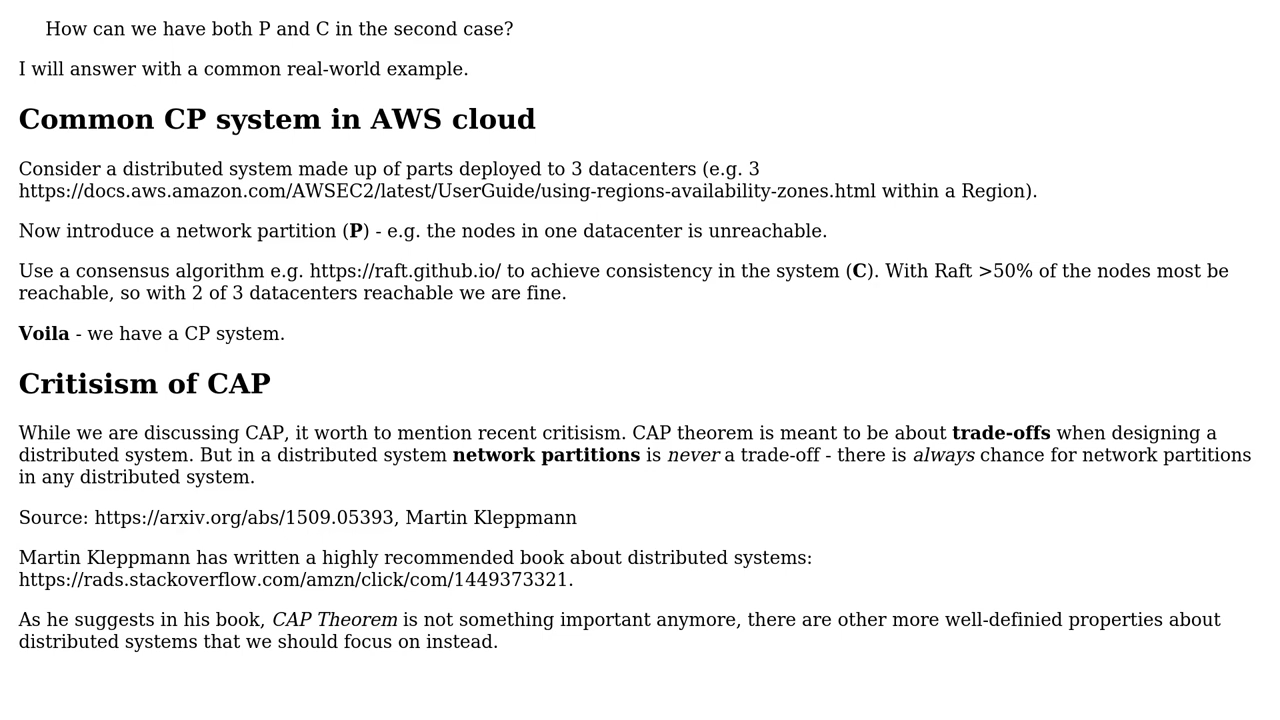 How can we have both P and C in the second case?
I will answer with a common real-world example.
Common CP system in AWS cloud
Consider a distributed system made up of parts deployed to 3 datacenters (e.g. 3
https://docs.aws.amazon.com/AWSEC2/latest/UserGuide/using-regions-availability-zones.html within a Region).
Now introduce a network partition (P) - e.g. the nodes in one datacenter is unreachable.
Use a consensus algorithm e.g. https://raft.github.io/ to achieve consistency in the system (C). With Raft >50% of the nodes most be
reachable, so with 2 of 3 datacenters reachable we are fine.
Voila - we have a CP system.
Critisism of CAP
While we are discussing CAP, it worth to mention recent critisism. CAP theorem is meant to be about trade-offs when designing a
distributed system. But in a distributed system network partitions is never a trade-off - there is always chance for network partitions
in any distributed system.
Source: https://arxiv.org/abs/1509.05393, Martin Kleppmann
Martin Kleppmann has written a highly recommended book about distributed systems:
https://rads.stackoverflow.com/amzn/click/com/1449373321.
As he suggests in his book, CAP Theorem is not something important anymore, there are other more well-definied properties about
distributed systems that we should focus on instead.